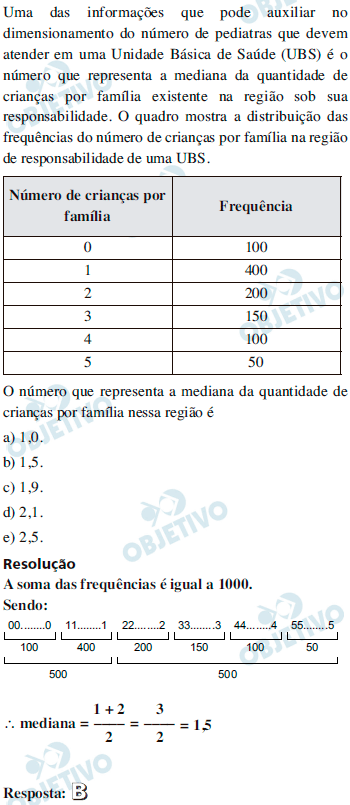 Uma das informações que pode auxiliar no
dimensionamento do número de pediatras que devem
atender em uma Unidade Básica de Saúde (UBS) é o
número que representa a mediana da quantidade de
crianças por família existente na região sob sua
responsabilidade. O quadro mostra a distribuição das
frequências do número de crianças por família na região
de responsabilidade de uma UBS.
Número de crianças por família Frequência
0 100
1 400
2 200
3 150
4 100
5 50
O número que representa a mediana da quantidade de
crianças por família nessa região é
a) 1,0.
b) 1,5.
c) 1,9.
d) 2,1.
e) 2,5.
Resolução
A soma das frequências é igual a 1000.
Sendo:
00........0 11........1 22........2 33........3 44........4 55........5
100 400 200 150 100 50
500 500
∴ mediana = (1 + 2)/2 = 3/2 = 1,5
Resposta: B
OBJETIVO
OBJETIVO
OBJETIVO
OBJETIVO
OBJETIVO
OBJETIVO
OBJETIVO